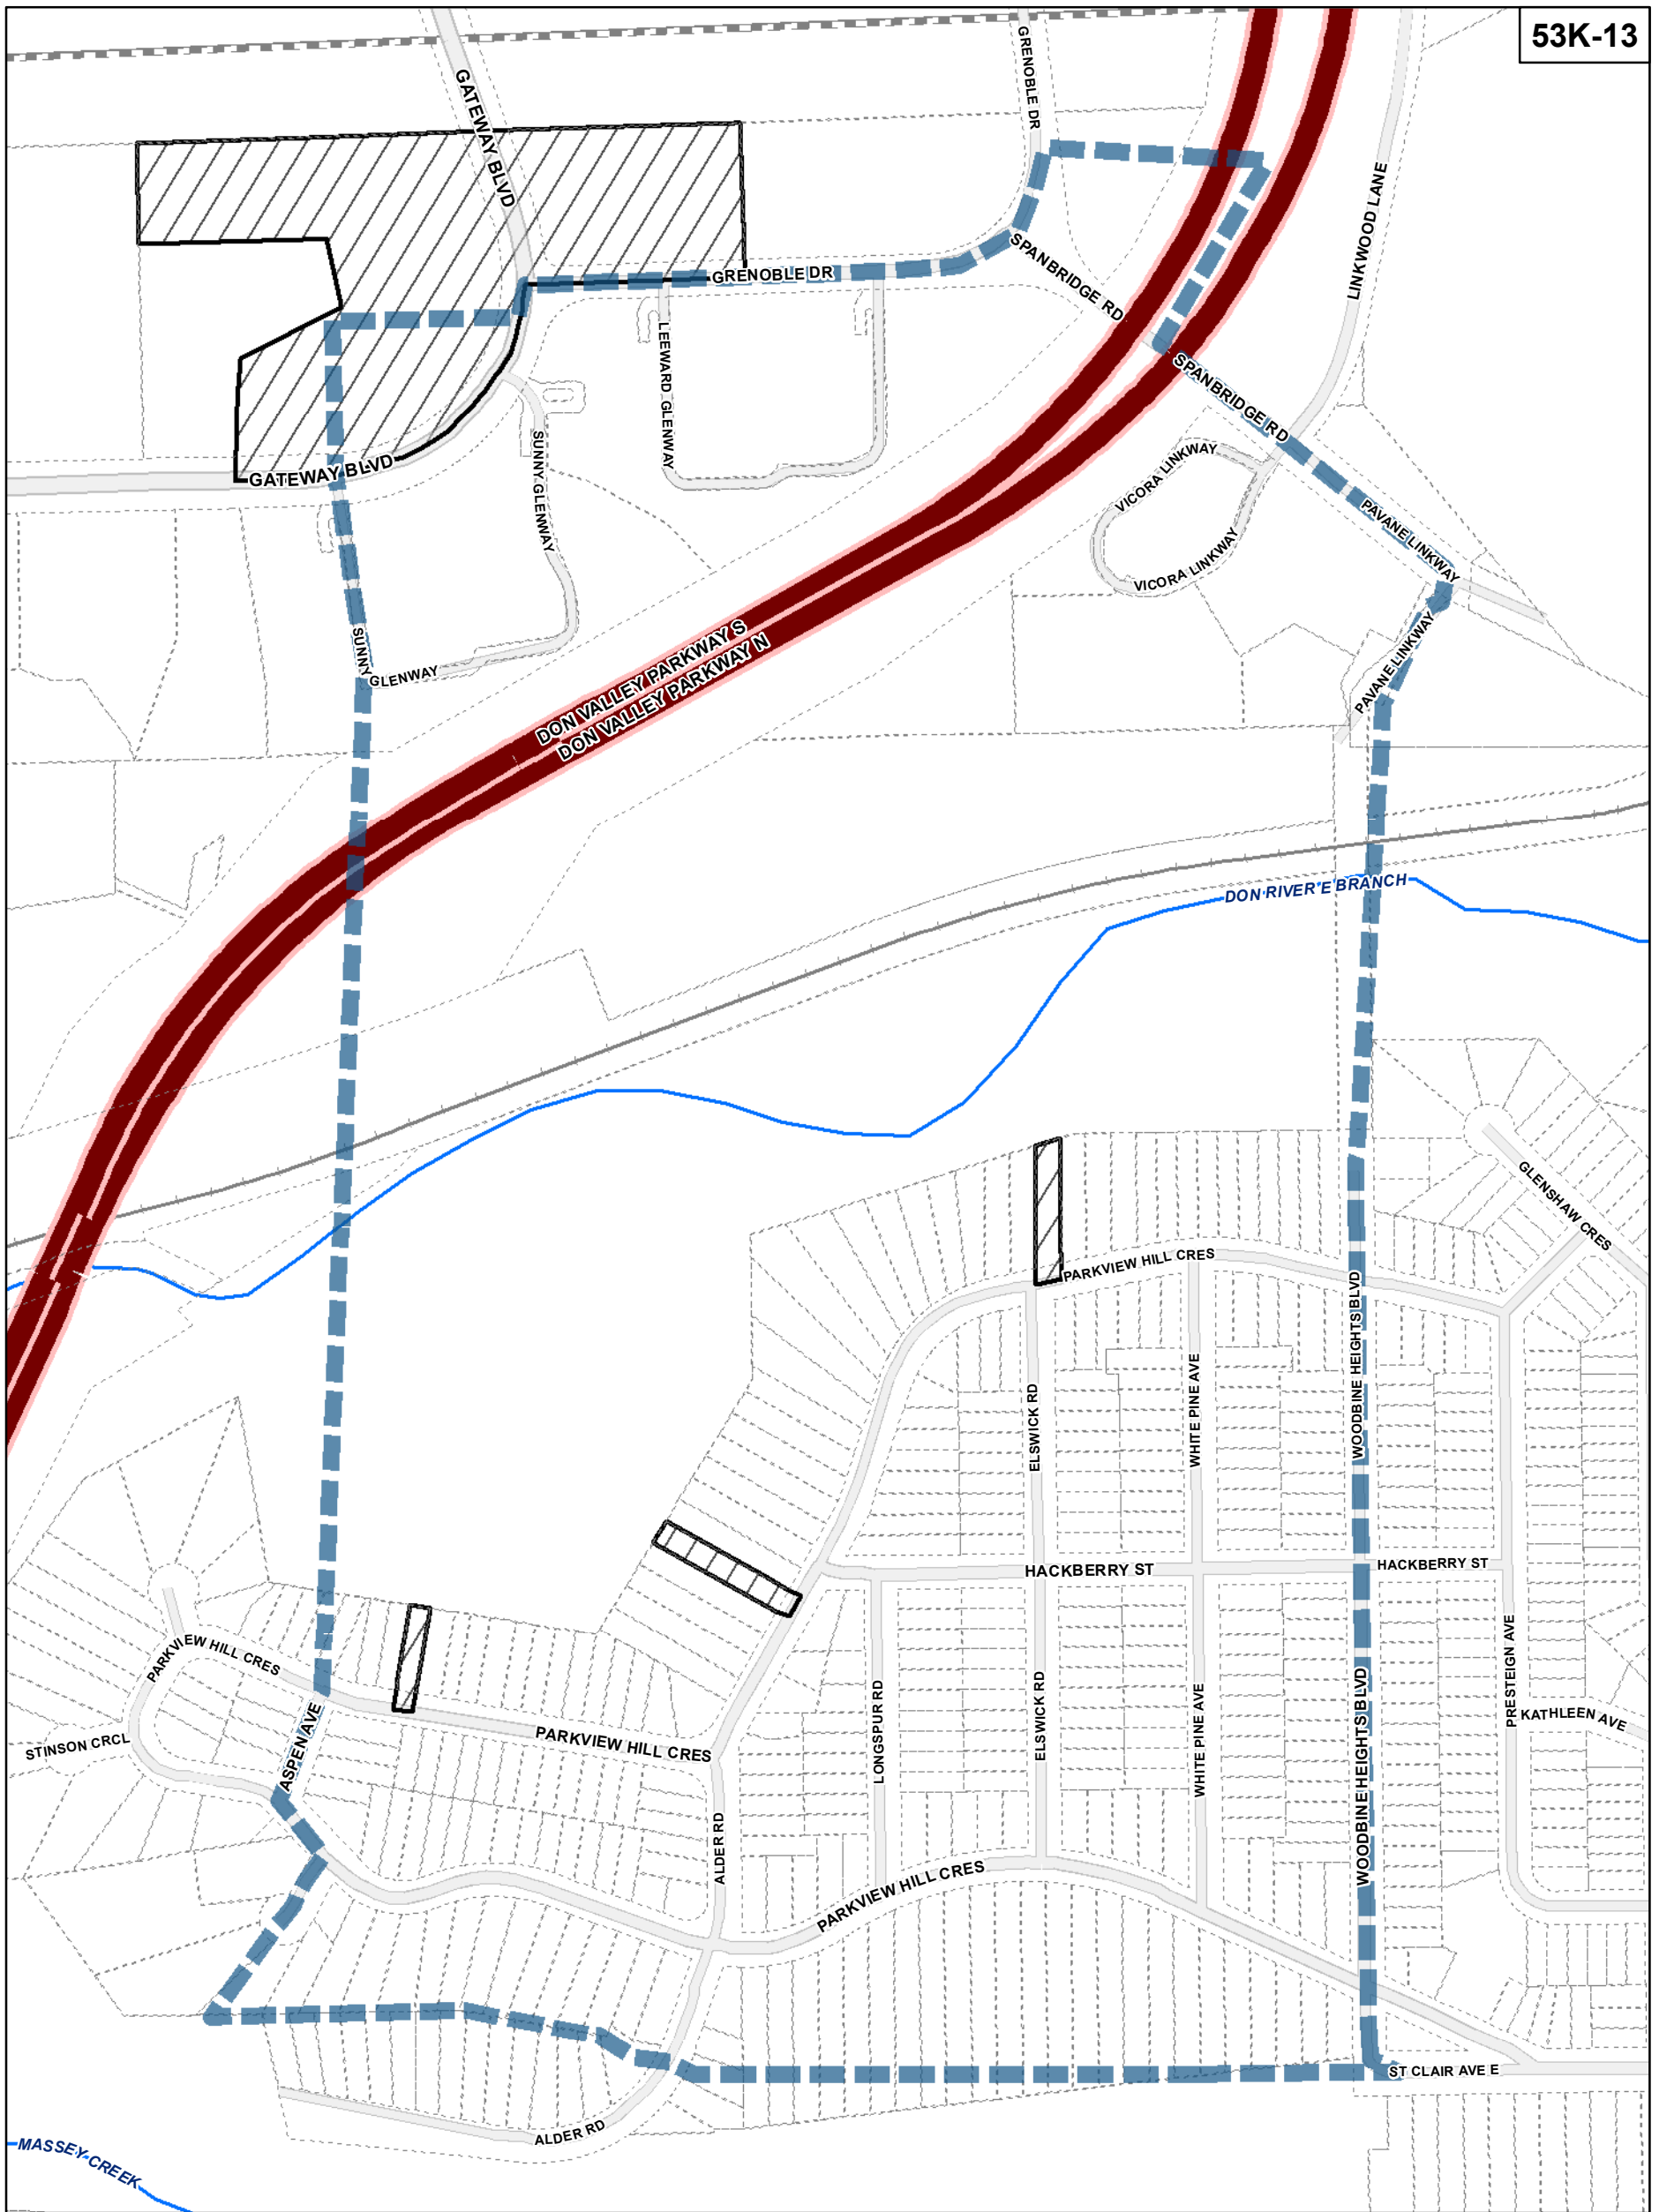 53K-13
GATEWAY BLVD
GRENOBLE DR
LINKWOOD LANE
GRENOBLE DR
SPANBRIDGE RD
LEEWARD GLENWAY
SPANBRIDGE RD
GATEWAY BLVD
SUNNY GLENWAY
VICORA LINKWAY
PAVANE LINKWAY
VICORA LINKWAY
SUNNY
GLENWAY
PAVANE LINKWAY
DON VALLEY PARKWAY S
DON VALLEY PARKWAY N
DON RIVER E BRANCH
GLENSHAW CRES
PARKVIEW HILL CRES
WOODBINE HEIGHTS BLVD
ELSWICK RD
WHITE PINE AVE
HACKBERRY ST
HACKBERRY ST
PARKVIEW HILL CRES
PARKVIEW HILL CRES
STINSON CRCL
ASPEN AVE
PARKVIEW HILL CRES
LONGSPUR RD
ELSWICK RD
WHITE PINE AVE
WOODBINE HEIGHTS BLVD
PRESTEIGN AVE
KATHLEEN AVE
ALDER RD
PARKVIEW HILL CRES
ST CLAIR AVE E
ALDER RD
MASSEY CREEK